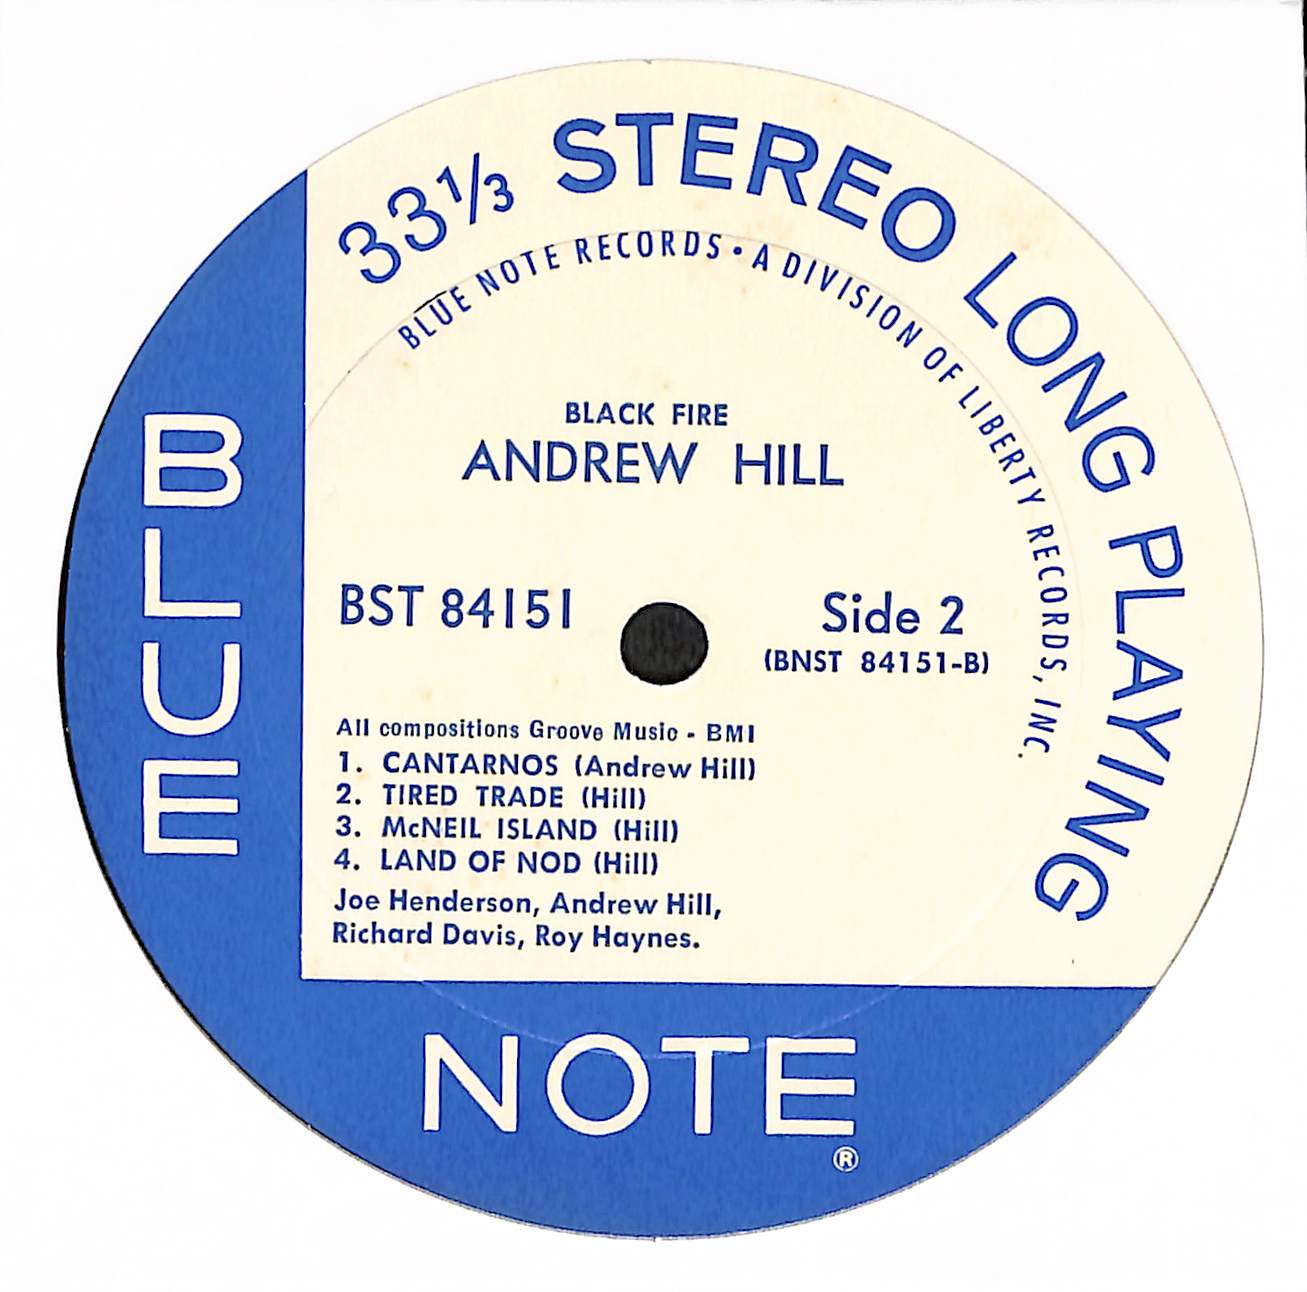 33⅓ STEREO LONG PLAYING
BLUE NOTE RECORDS • A DIVISION OF LIBERTY RECORDS, INC.
BLACK FIRE
ANDREW HILL
BST 84151
Side 2
(BNST 84151-B)
All compositions Groove Music - BMI
1. CANTARNOS (Andrew Hill)
2. TIRED TRADE (Hill)
3. McNEIL ISLAND (Hill)
4. LAND OF NOD (Hill)
Joe Henderson, Andrew Hill,
Richard Davis, Roy Haynes.
BLUE
NOTE
®